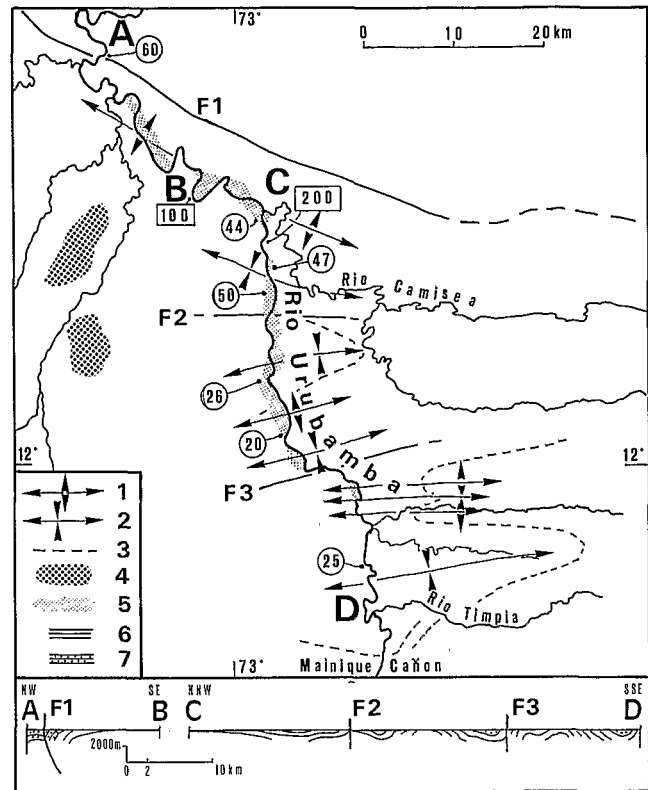 73°
0 10 20 km
A
60
F1
B
100
C
200
44
47
50
Rio Camisea
F2
Rio Urubamba
26
20
12°
12°
F3
25
D
Rio Timpia
73°
Mainique Cañon
1
2
3
4
5
6
7
NW SE NNW SSE
A F1 B C F2 F3 D
2000m
0 2 10km